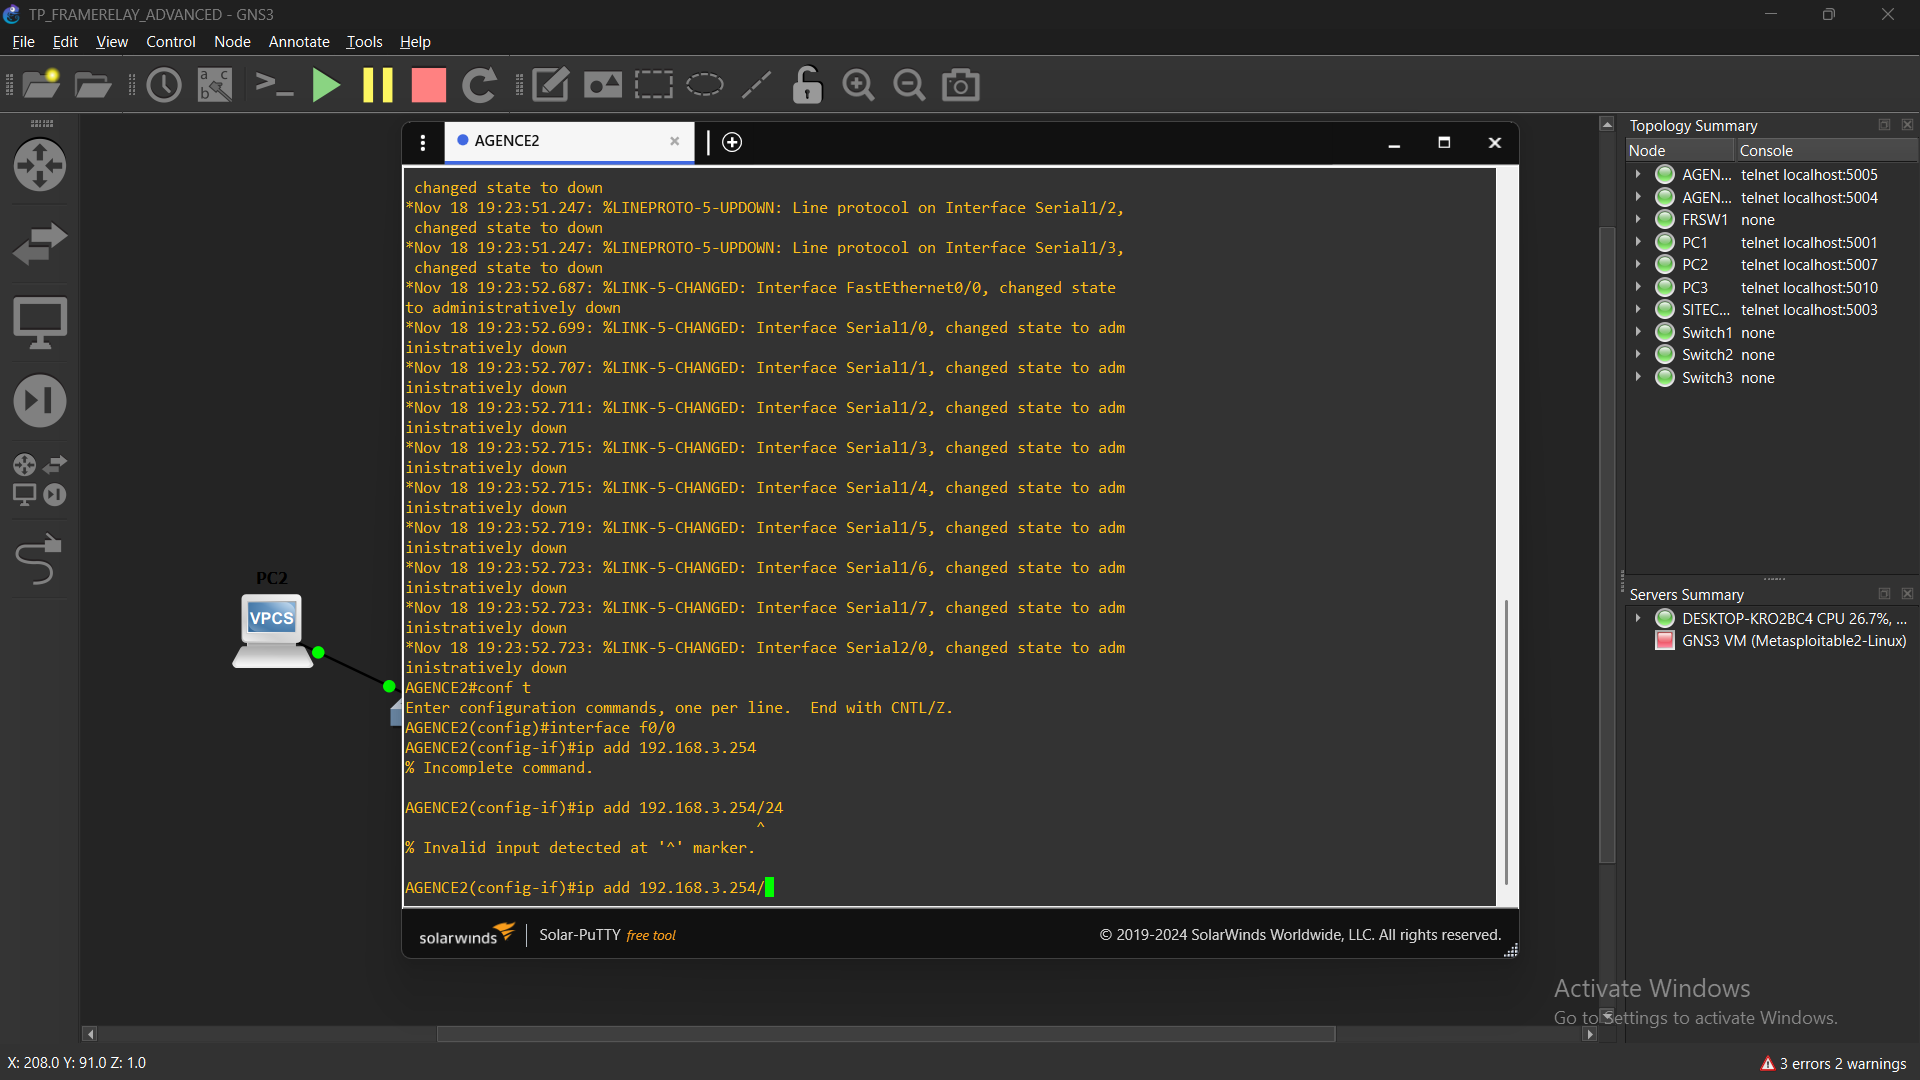 TP_FRAMERELAY_ADVANCED - GNS3
File Edit View Control Node Annotate Tools Help
AGENCE2
changed state to down
*Nov 18 19:23:51.247: %LINEPROTO-5-UPDOWN: Line protocol on Interface Serial1/2,
changed state to down
*Nov 18 19:23:51.247: %LINEPROTO-5-UPDOWN: Line protocol on Interface Serial1/3,
changed state to down
*Nov 18 19:23:52.687: %LINK-5-CHANGED: Interface FastEthernet0/0, changed state
to administratively down
*Nov 18 19:23:52.699: %LINK-5-CHANGED: Interface Serial1/0, changed state to adm
inistratively down
*Nov 18 19:23:52.707: %LINK-5-CHANGED: Interface Serial1/1, changed state to adm
inistratively down
*Nov 18 19:23:52.711: %LINK-5-CHANGED: Interface Serial1/2, changed state to adm
inistratively down
*Nov 18 19:23:52.715: %LINK-5-CHANGED: Interface Serial1/3, changed state to adm
inistratively down
*Nov 18 19:23:52.715: %LINK-5-CHANGED: Interface Serial1/4, changed state to adm
inistratively down
*Nov 18 19:23:52.719: %LINK-5-CHANGED: Interface Serial1/5, changed state to adm
inistratively down
*Nov 18 19:23:52.723: %LINK-5-CHANGED: Interface Serial1/6, changed state to adm
inistratively down
*Nov 18 19:23:52.723: %LINK-5-CHANGED: Interface Serial1/7, changed state to adm
inistratively down
*Nov 18 19:23:52.723: %LINK-5-CHANGED: Interface Serial2/0, changed state to adm
inistratively down
AGENCE2#conf t
Enter configuration commands, one per line.  End with CNTL/Z.
AGENCE2(config)#interface f0/0
AGENCE2(config-if)#ip add 192.168.3.254
% Incomplete command.
AGENCE2(config-if)#ip add 192.168.3.254/24
^
% Invalid input detected at '^' marker.
AGENCE2(config-if)#ip add 192.168.3.254/
solarwinds
Solar-PuTTY free tool
© 2019-2024 SolarWinds Worldwide, LLC. All rights reserved.
PC2
VPCS
Topology Summary
Node Console
AGEN... telnet localhost:5005
AGEN... telnet localhost:5004
FRSW1 none
PC1 telnet localhost:5001
PC2 telnet localhost:5007
PC3 telnet localhost:5010
SITEC... telnet localhost:5003
Switch1 none
Switch2 none
Switch3 none
Servers Summary
DESKTOP-KRO2BC4 CPU 26.7%, ...
GNS3 VM (Metasploitable2-Linux)
Activate Windows
Go to Settings to activate Windows.
X: 208.0 Y: 91.0 Z: 1.0
3 errors 2 warnings